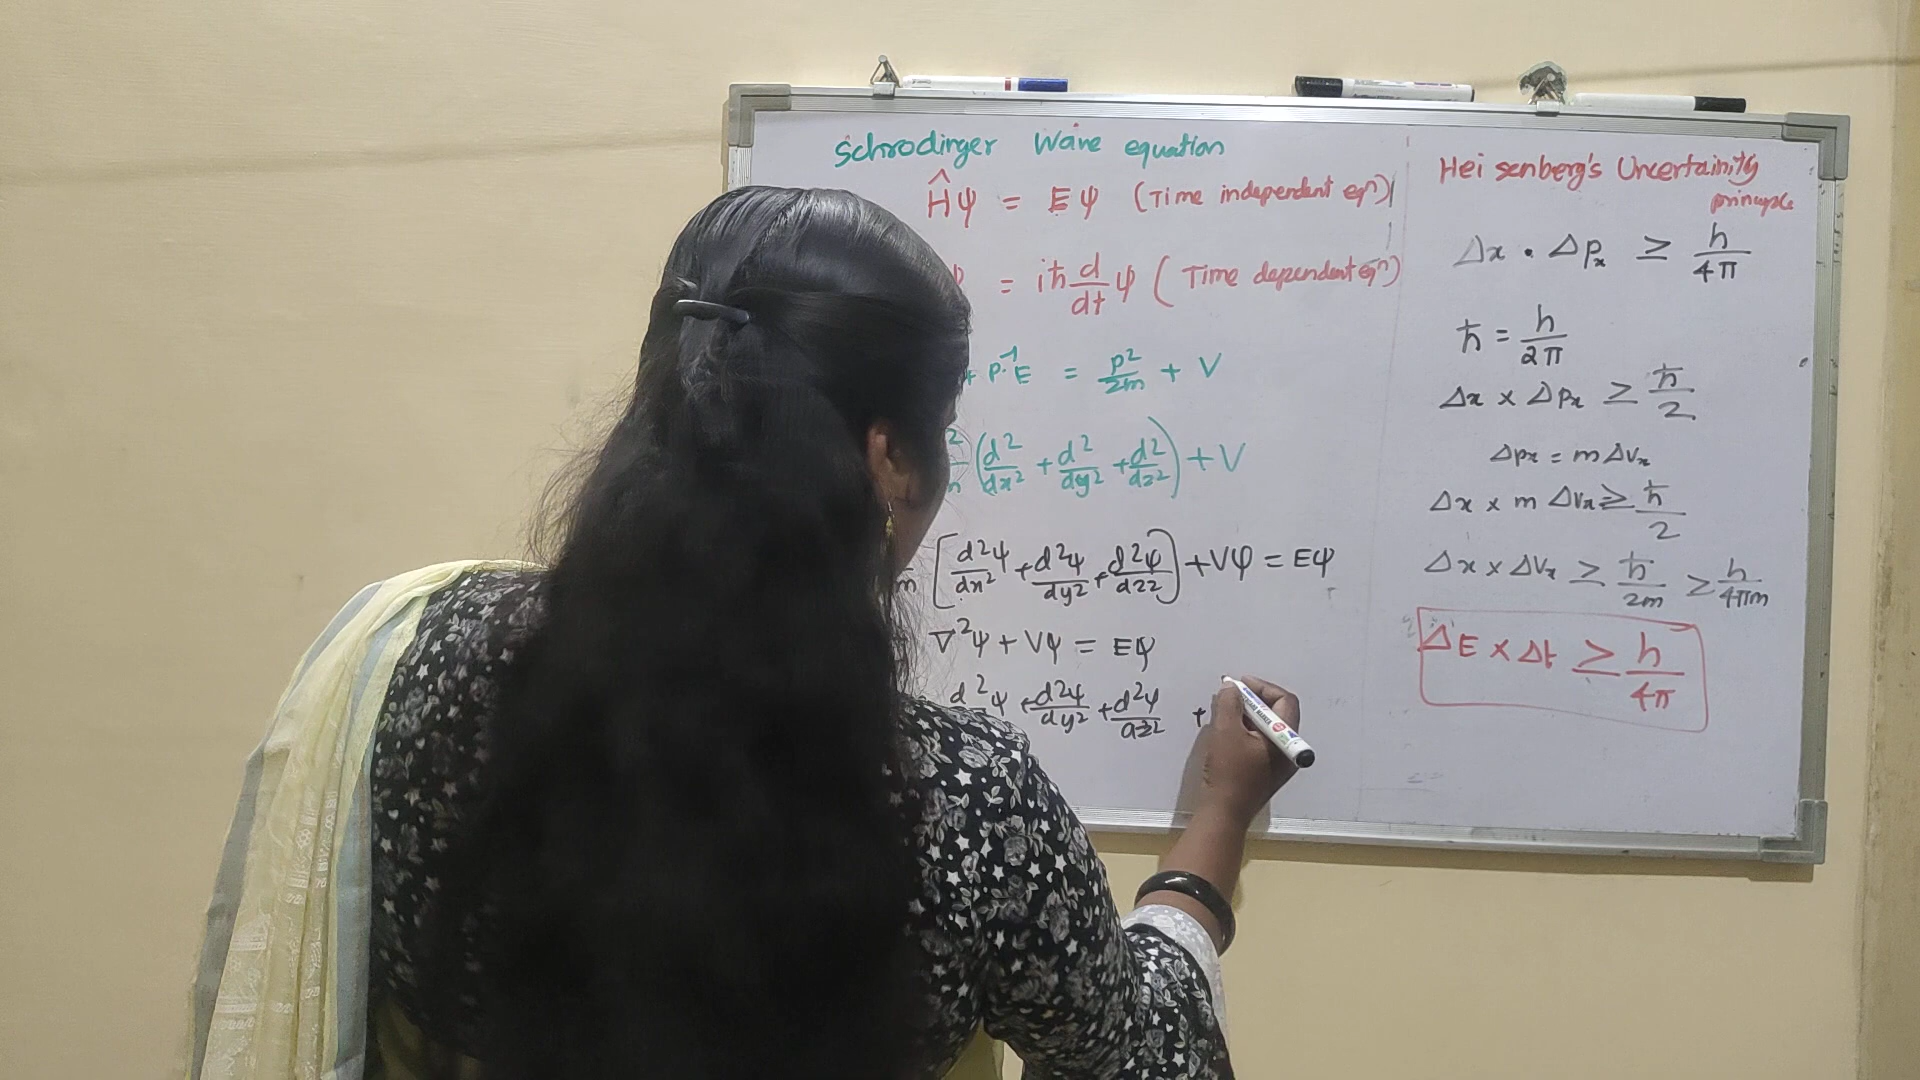 Schrodinger Wave equation
Ĥψ = Eψ (Time independent eqn)
= iħ d/dt ψ (Time dependent eqn)
P.E = p²/2m + V
(d²/dx² + d²/dy² + d²/dz²) + V
[d²ψ/dx² + d²ψ/dy² + d²ψ/dz²) + Vψ = Eψ
∇²ψ + Vψ = Eψ
d²ψ + d²ψ/dy² + d²ψ/dz² +
Heisenberg's Uncertainity
principle
Δx . Δpₓ ≥ h/4π
ħ = h/2π
Δx × Δpₓ ≥ ħ/2
Δpₓ = m Δvₓ
Δx × m Δvₓ ≥ ħ/2
Δx × Δvₓ ≥ ħ/2m ≥ h/4πm
ΔE × Δt ≥ h/4π